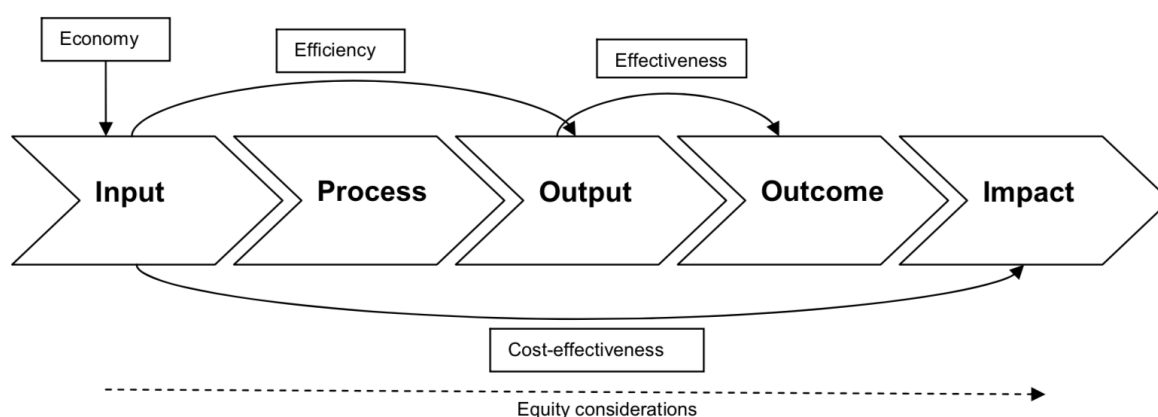 Economy
Efficiency
Effectiveness
Input
Process
Output
Outcome
Impact
Cost-effectiveness
Equity considerations